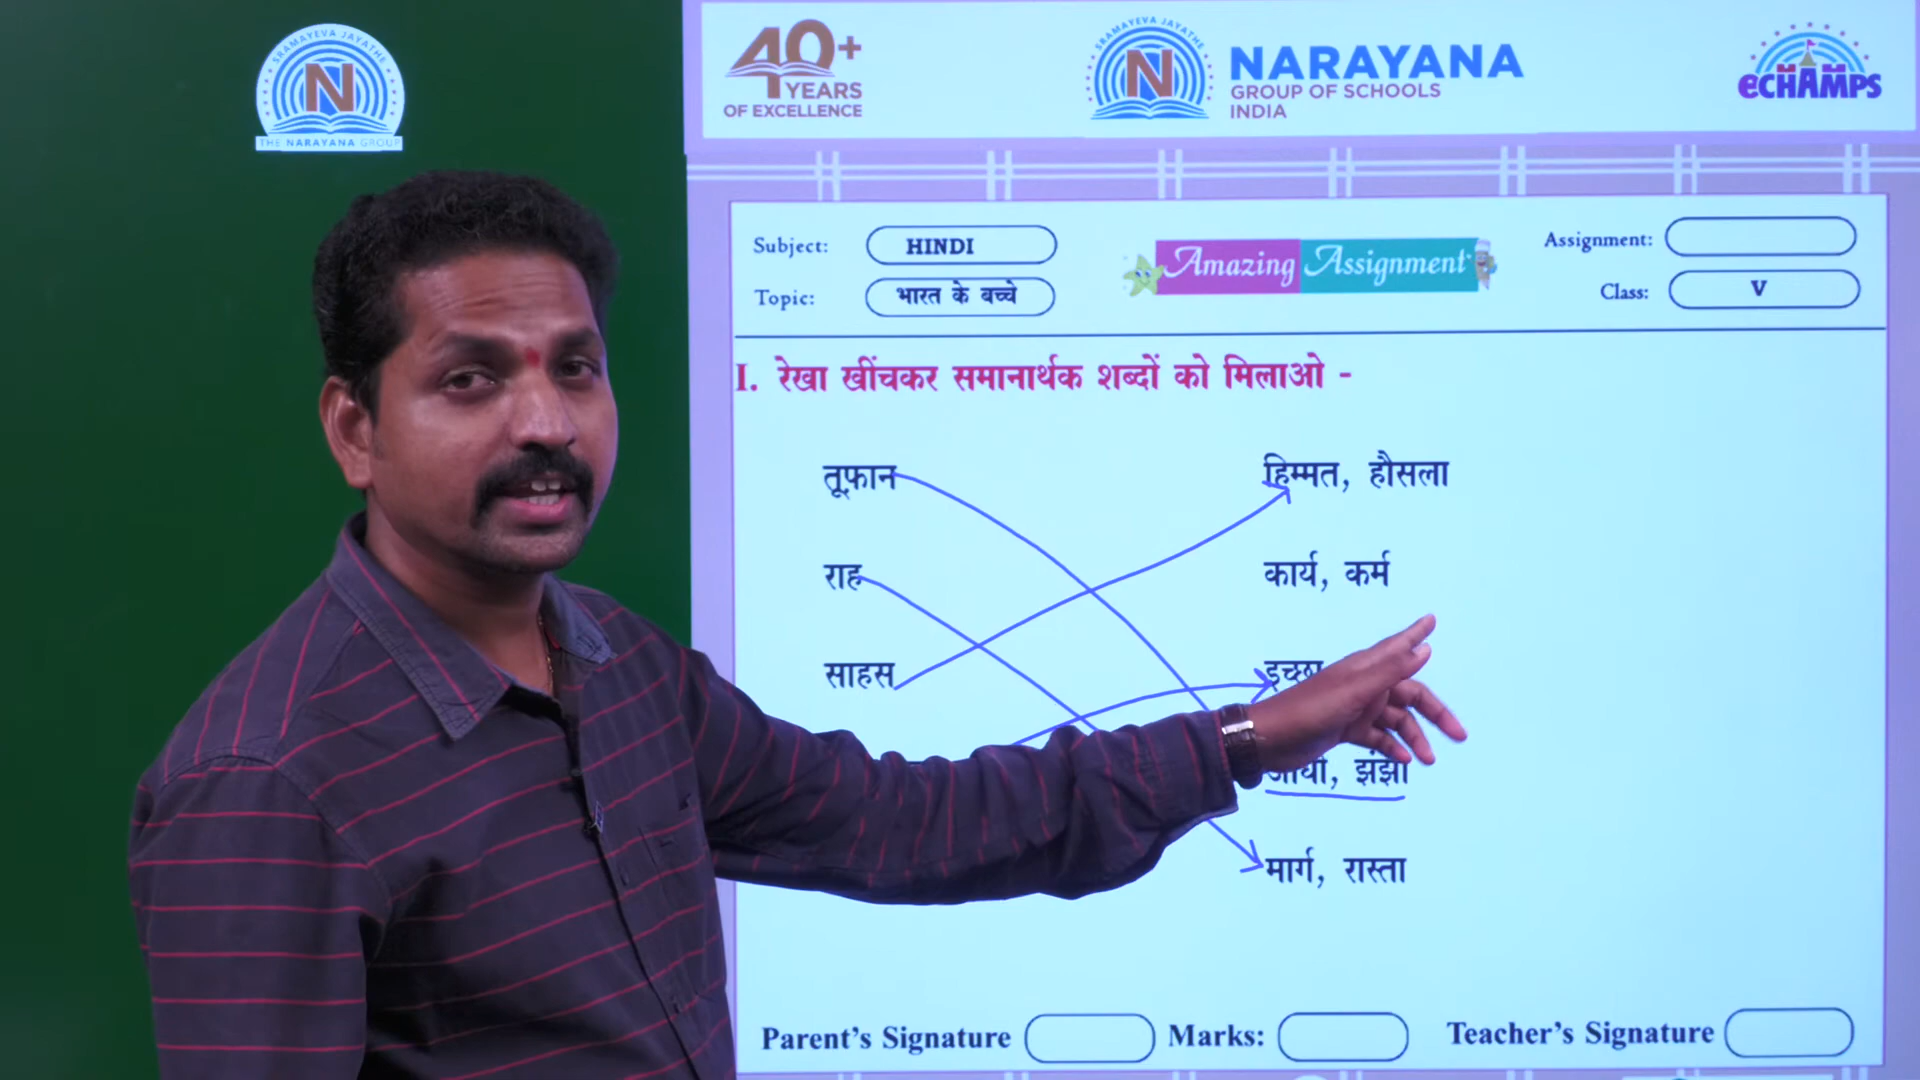 SRAMAYEVA JAYATHE
N
THE NARAYANA GROUP
40+
YEARS
OF EXCELLENCE
SRAMAYEVA JAYATHE
N
NARAYANA
GROUP OF SCHOOLS
INDIA
eCHAMPS
Subject: HINDI
Amazing Assignment
Assignment:
Topic: भारत के बच्चे
Class: V
I. रेखा खींचकर समानार्थक शब्दों को मिलाओ -
तूफ़ान हिम्मत, हौसला
राह कार्य, कर्म
साहस इच्छा
झंझा
मार्ग, रास्ता
Parent's Signature Marks: Teacher's Signature